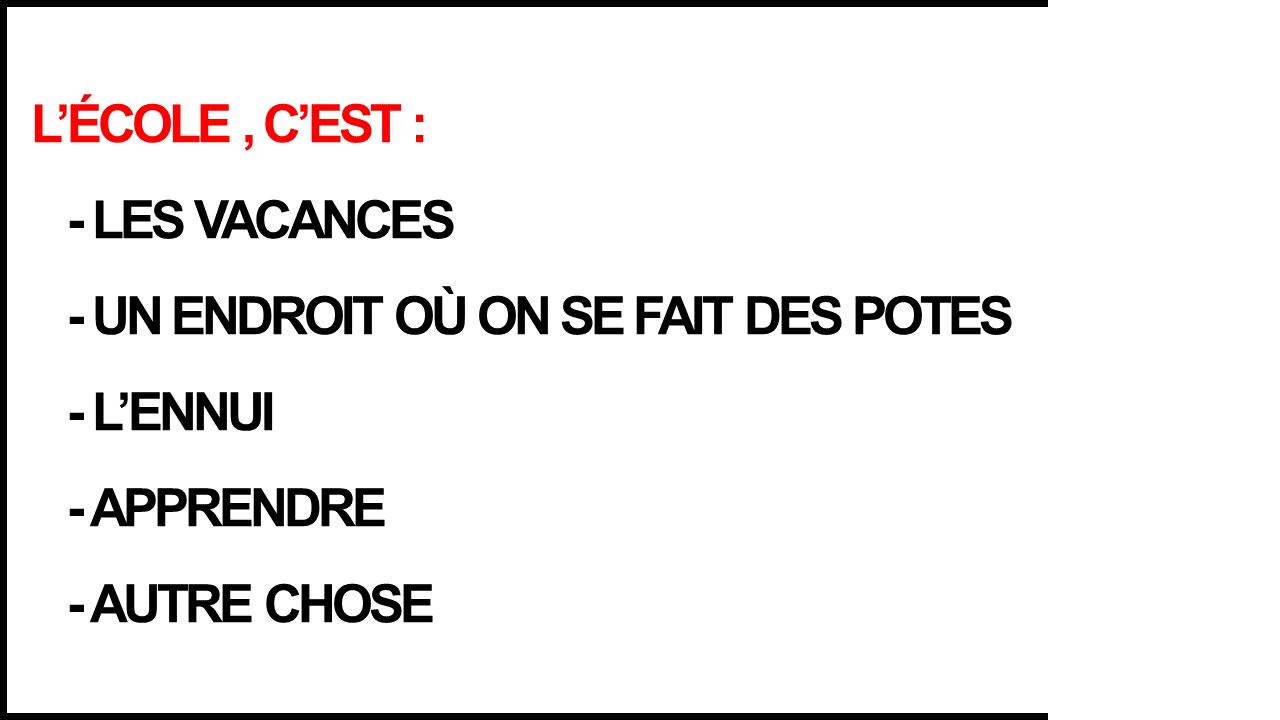 L’ÉCOLE , C’EST :
- LES VACANCES
- UN ENDROIT OÙ ON SE FAIT DES POTES
- L’ENNUI
- APPRENDRE
- AUTRE CHOSE